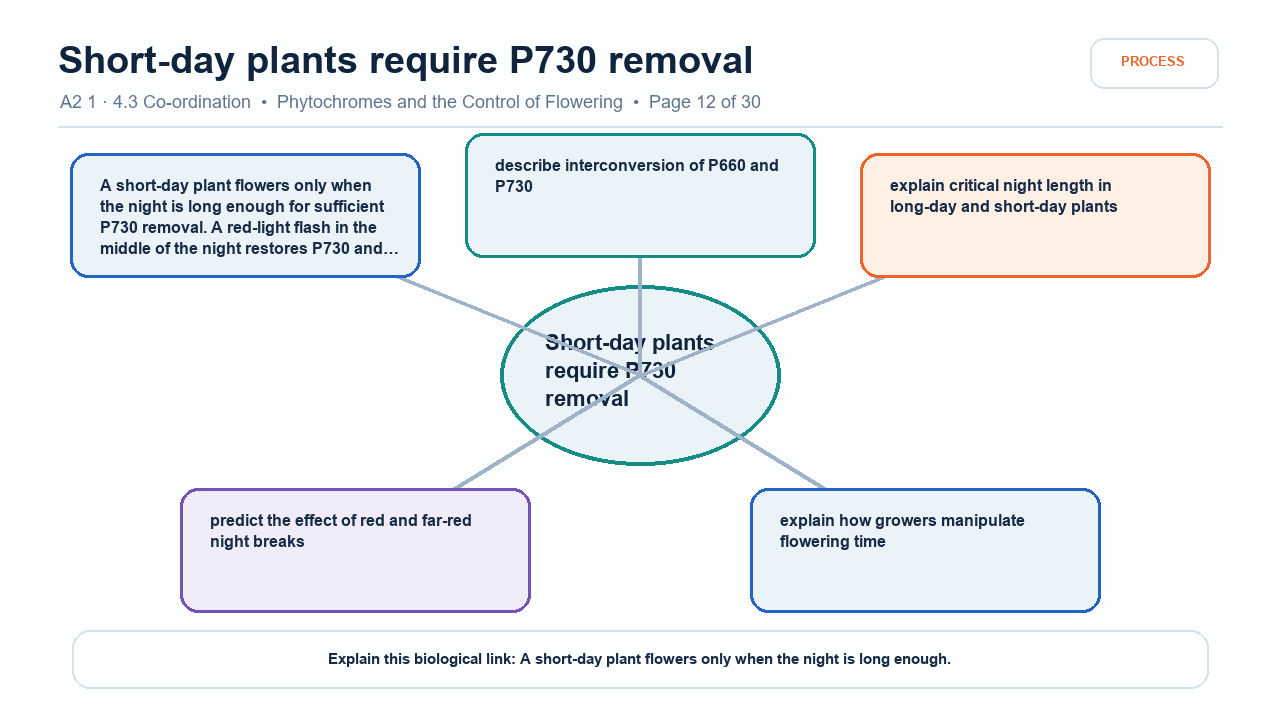 Short-day plants require P730 removal
PROCESS
A2 1 · 4.3 Co-ordination • Phytochromes and the Control of Flowering • Page 12 of 30
A short-day plant flowers only when
the night is long enough for sufficient
P730 removal. A red-light flash in the
middle of the night restores P730 and…
describe interconversion of P660 and
P730
explain critical night length in
long-day and short-day plants
Short-day plants
require P730
removal
predict the effect of red and far-red
night breaks
explain how growers manipulate
flowering time
Explain this biological link: A short-day plant flowers only when the night is long enough.